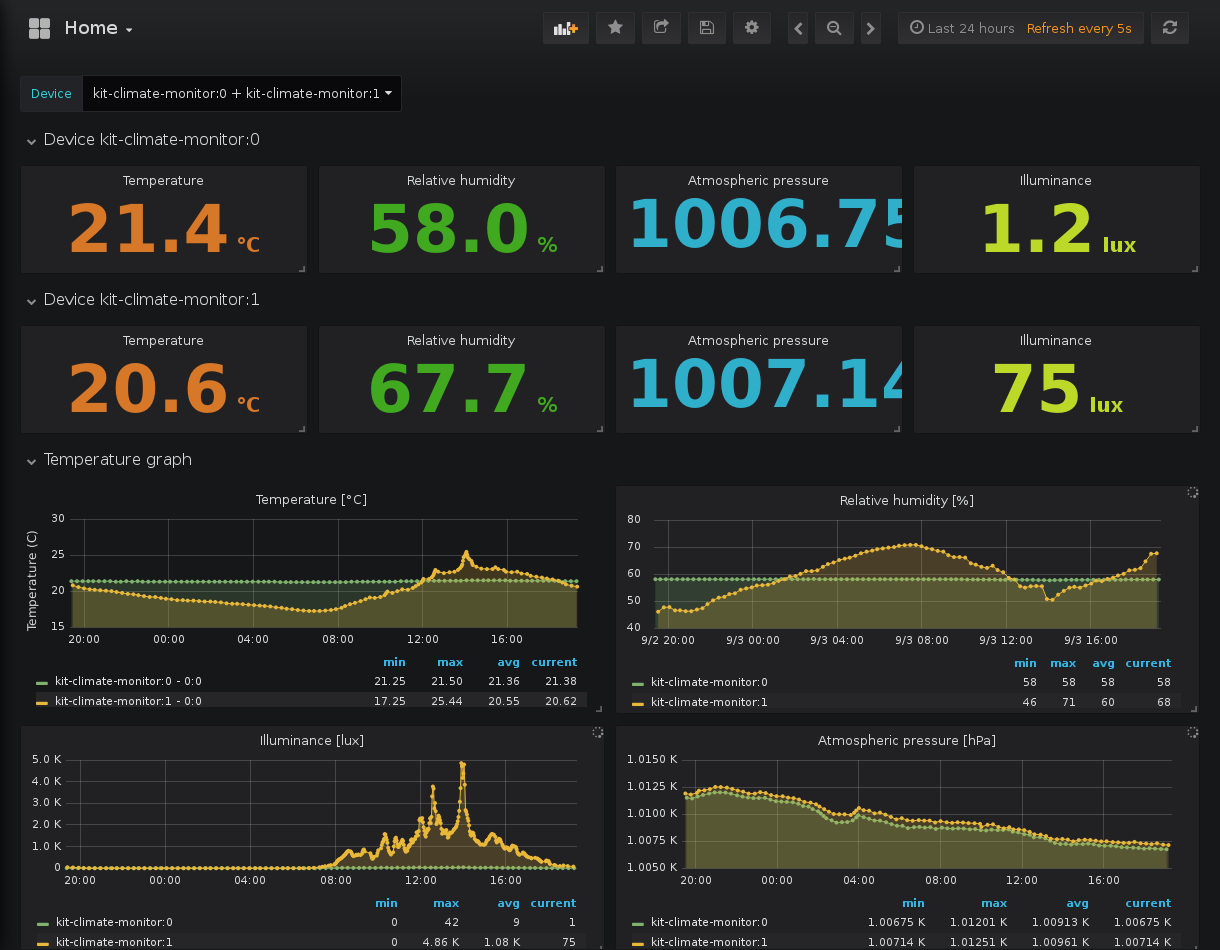 Home
Last 24 hours Refresh every 5s
Device kit-climate-monitor:0 + kit-climate-monitor:1
Device kit-climate-monitor:0
Temperature Relative humidity Atmospheric pressure Illuminance
21.4 °C 58.0 % 1006.75 1.2 lux
Device kit-climate-monitor:1
Temperature Relative humidity Atmospheric pressure Illuminance
20.6 °C 67.7 % 1007.14 75 lux
Temperature graph
Temperature [°C]
Temperature (C)
30
25
20
15
20:00 00:00 04:00 08:00 12:00 16:00
min max avg current
kit-climate-monitor:0 - 0:0 21.25 21.50 21.36 21.38
kit-climate-monitor:1 - 0:0 17.25 25.44 20.55 20.62
Relative humidity [%]
80
70
60
50
40
9/2 20:00 9/3 00:00 9/3 04:00 9/3 08:00 9/3 12:00 9/3 16:00
min max avg current
kit-climate-monitor:0 58 58 58 58
kit-climate-monitor:1 46 71 60 68
Illuminance [lux]
5.0 K
4.0 K
3.0 K
2.0 K
1.0 K
0
20:00 00:00 04:00 08:00 12:00 16:00
min max avg current
kit-climate-monitor:0 0 42 9 1
kit-climate-monitor:1 0 4.86 K 1.08 K 75
Atmospheric pressure [hPa]
1.0150 K
1.0125 K
1.0100 K
1.0075 K
1.0050 K
20:00 00:00 04:00 08:00 12:00 16:00
min max avg current
kit-climate-monitor:0 1.00675 K 1.01201 K 1.00913 K 1.00675 K
kit-climate-monitor:1 1.00714 K 1.01251 K 1.00961 K 1.00714 K